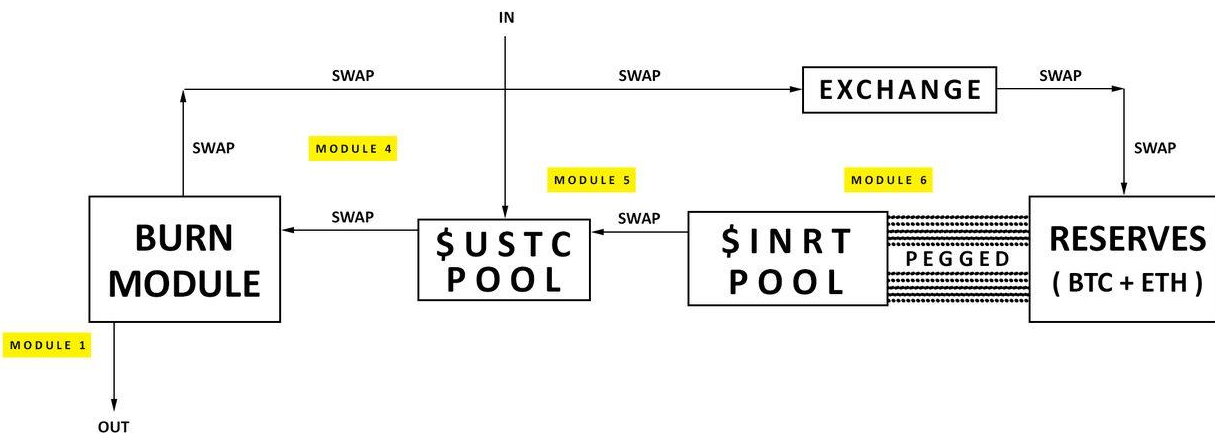 IN
SWAP
SWAP
EXCHANGE
SWAP
SWAP
MODULE 4
SWAP
MODULE 5
MODULE 6
BURN
MODULE
SWAP
$USTC
POOL
SWAP
$INRT
POOL
PEGGED
RESERVES
( BTC + ETH )
MODULE 1
OUT